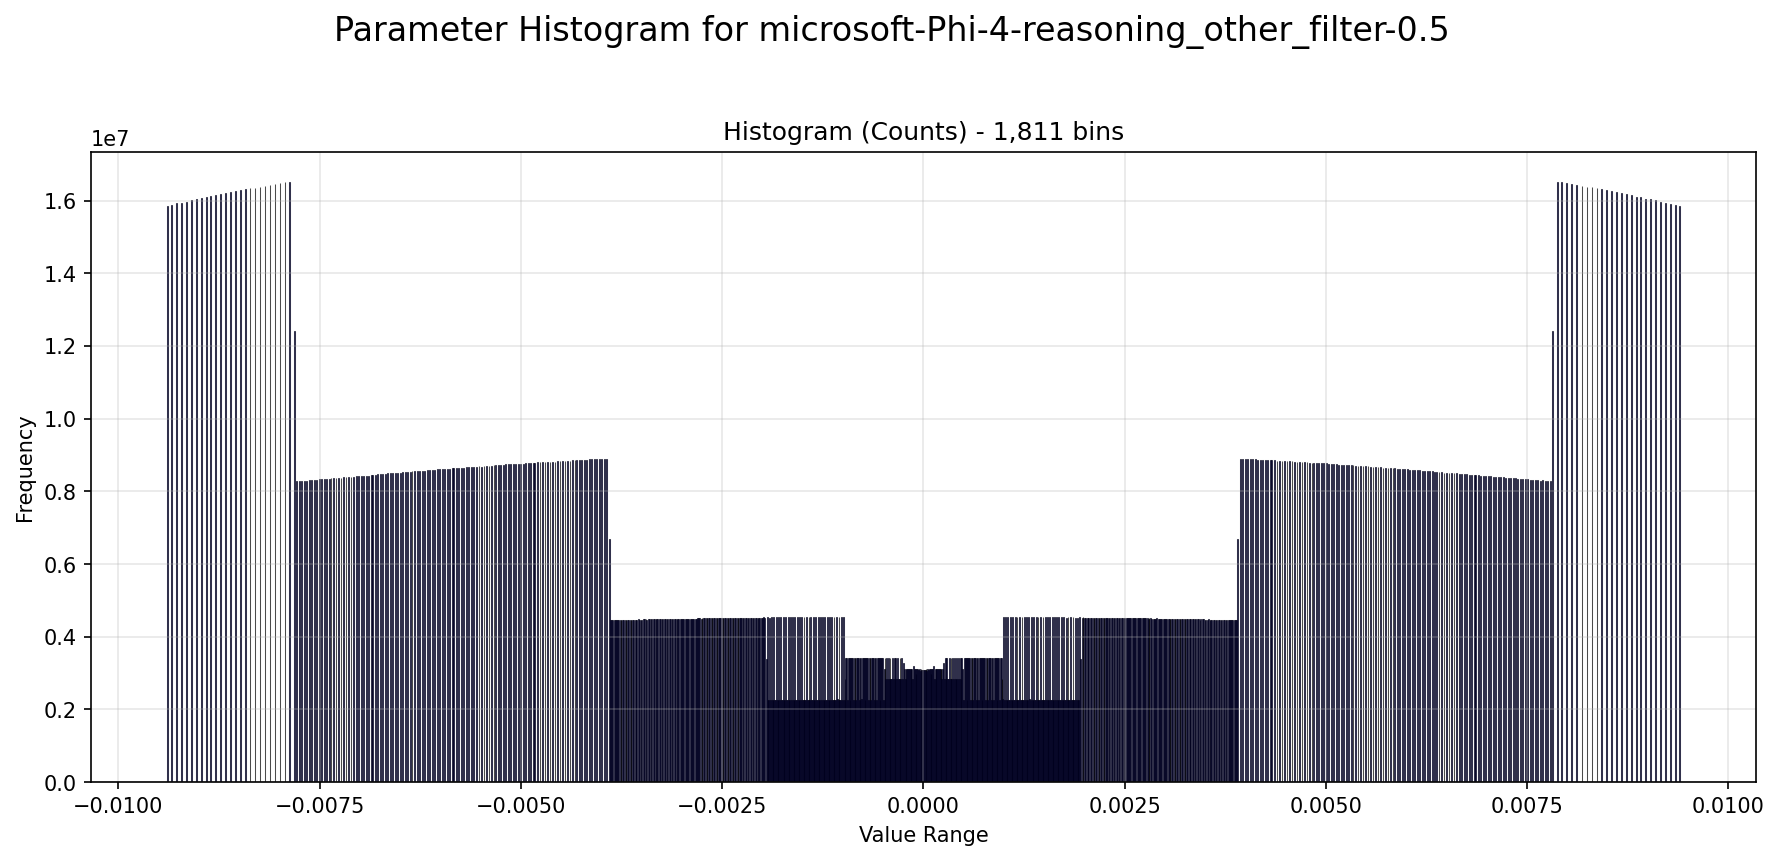 Parameter Histogram for microsoft-Phi-4-reasoning_other_filter-0.5
Histogram (Counts) - 1,811 bins
1e7
1.6
1.4
1.2
1.0
0.8
0.6
0.4
0.2
0.0
Frequency
−0.0100 −0.0075 −0.0050 −0.0025 0.0000 0.0025 0.0050 0.0075 0.0100
Value Range